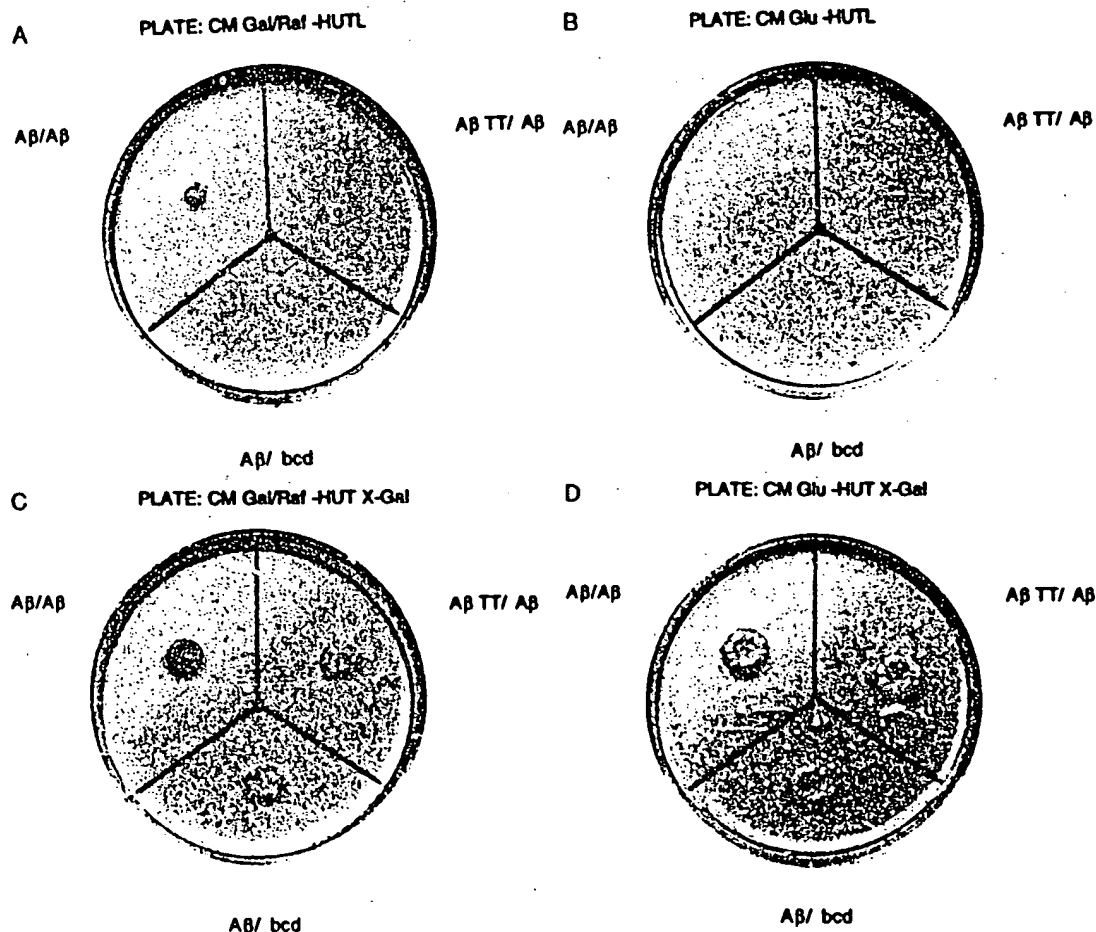 A
PLATE: CM Gal/Raf -HUTL
Aβ/Aβ
Aβ TT/ Aβ
Aβ/ bcd
B
PLATE: CM Glu -HUTL
Aβ/Aβ
Aβ TT/ Aβ
Aβ/ bcd
C
PLATE: CM Gal/Raf -HUT X-Gal
Aβ/Aβ
Aβ TT/ Aβ
Aβ/ bcd
D
PLATE: CM Glu -HUT X-Gal
Aβ/Aβ
Aβ TT/ Aβ
Aβ/ bcd